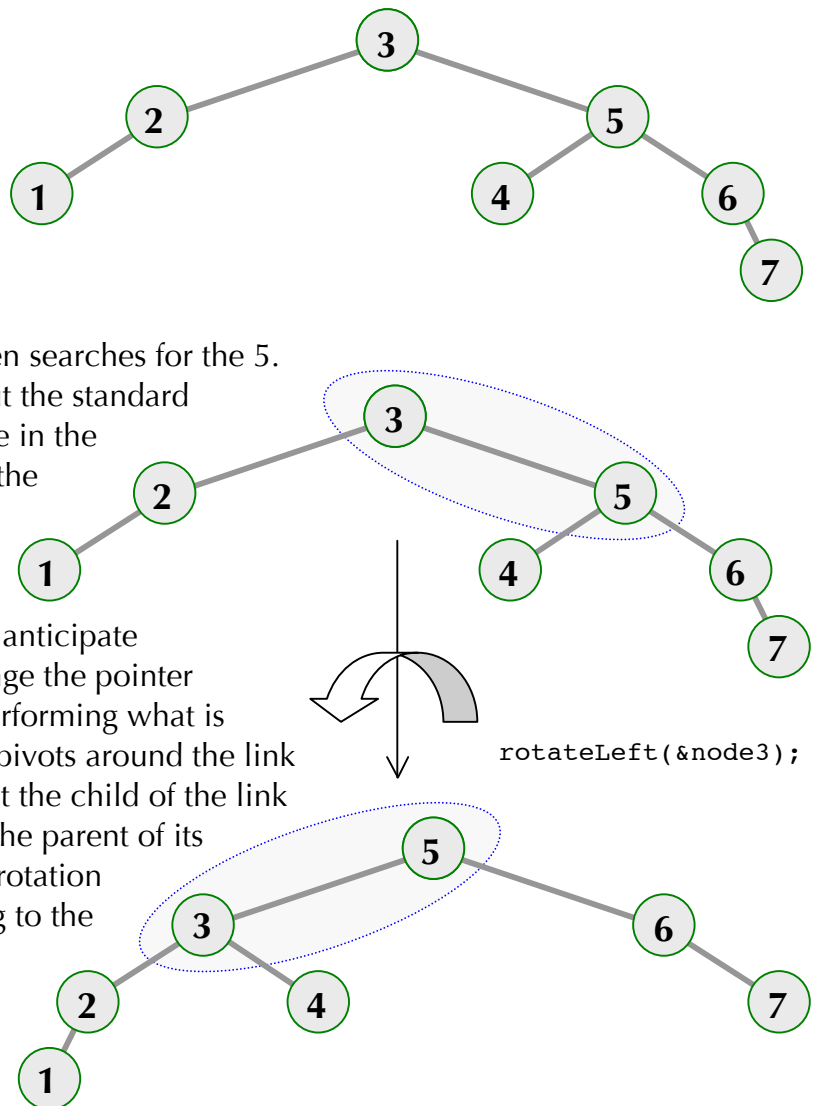 3
2
5
1
4
6
7
en searches for the 5.
t the standard
3
e in the
the
2
5
1
4
6
anticipate
7
ge the pointer
rforming what is
pivots around the link
rotateLeft(&node3);
t the child of the link
he parent of its
5
rotation
g to the
3
6
2
4
7
1